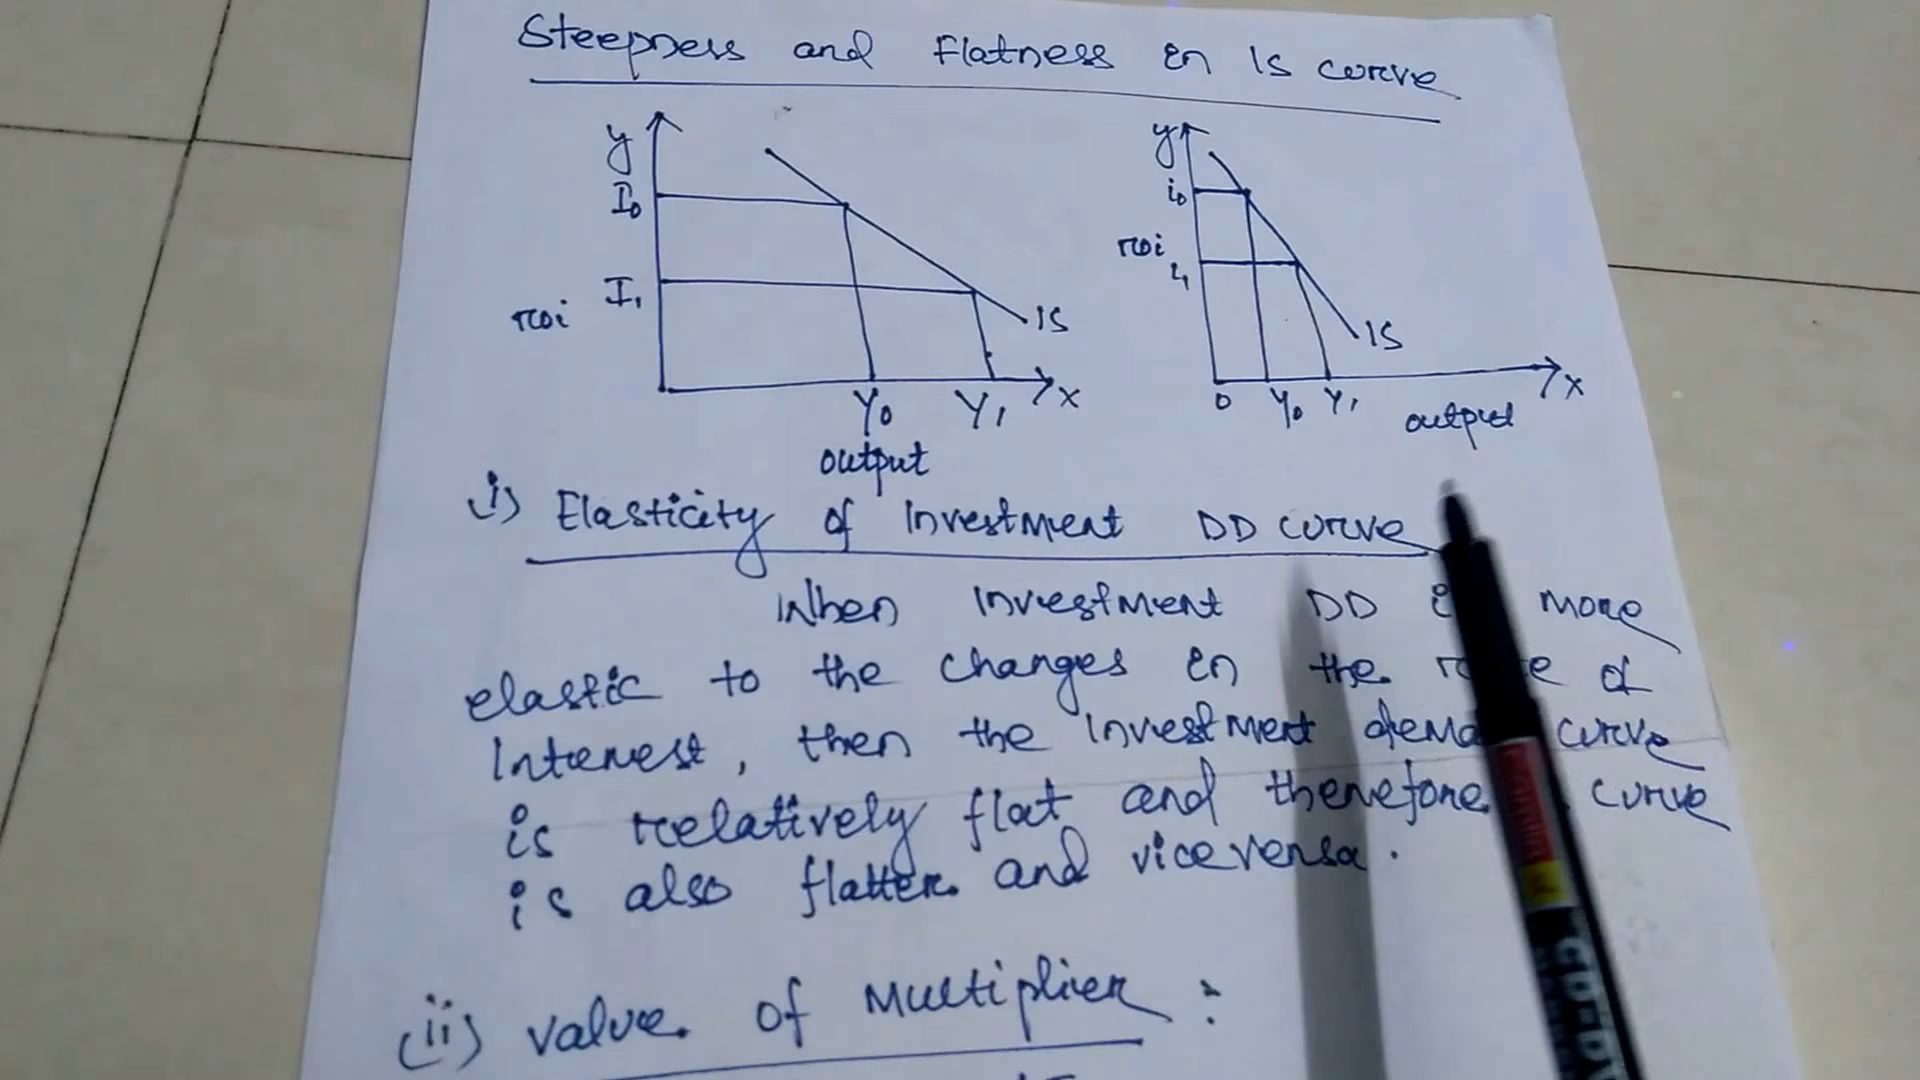 Steepness and flatness in IS curve
y
I₀
I₁
roi
IS
Y₀
Y₁
x
output
y
i₀
roi
i₁
IS
0
Y₀
Y₁
x
output
(i) Elasticity of Investment DD curve
When investment DD more
elastic to the changes in the of
Interest, then the investment curve
is relatively flat and therefore curve
is also flatter and vice versa.
(ii) value of Multiplier :